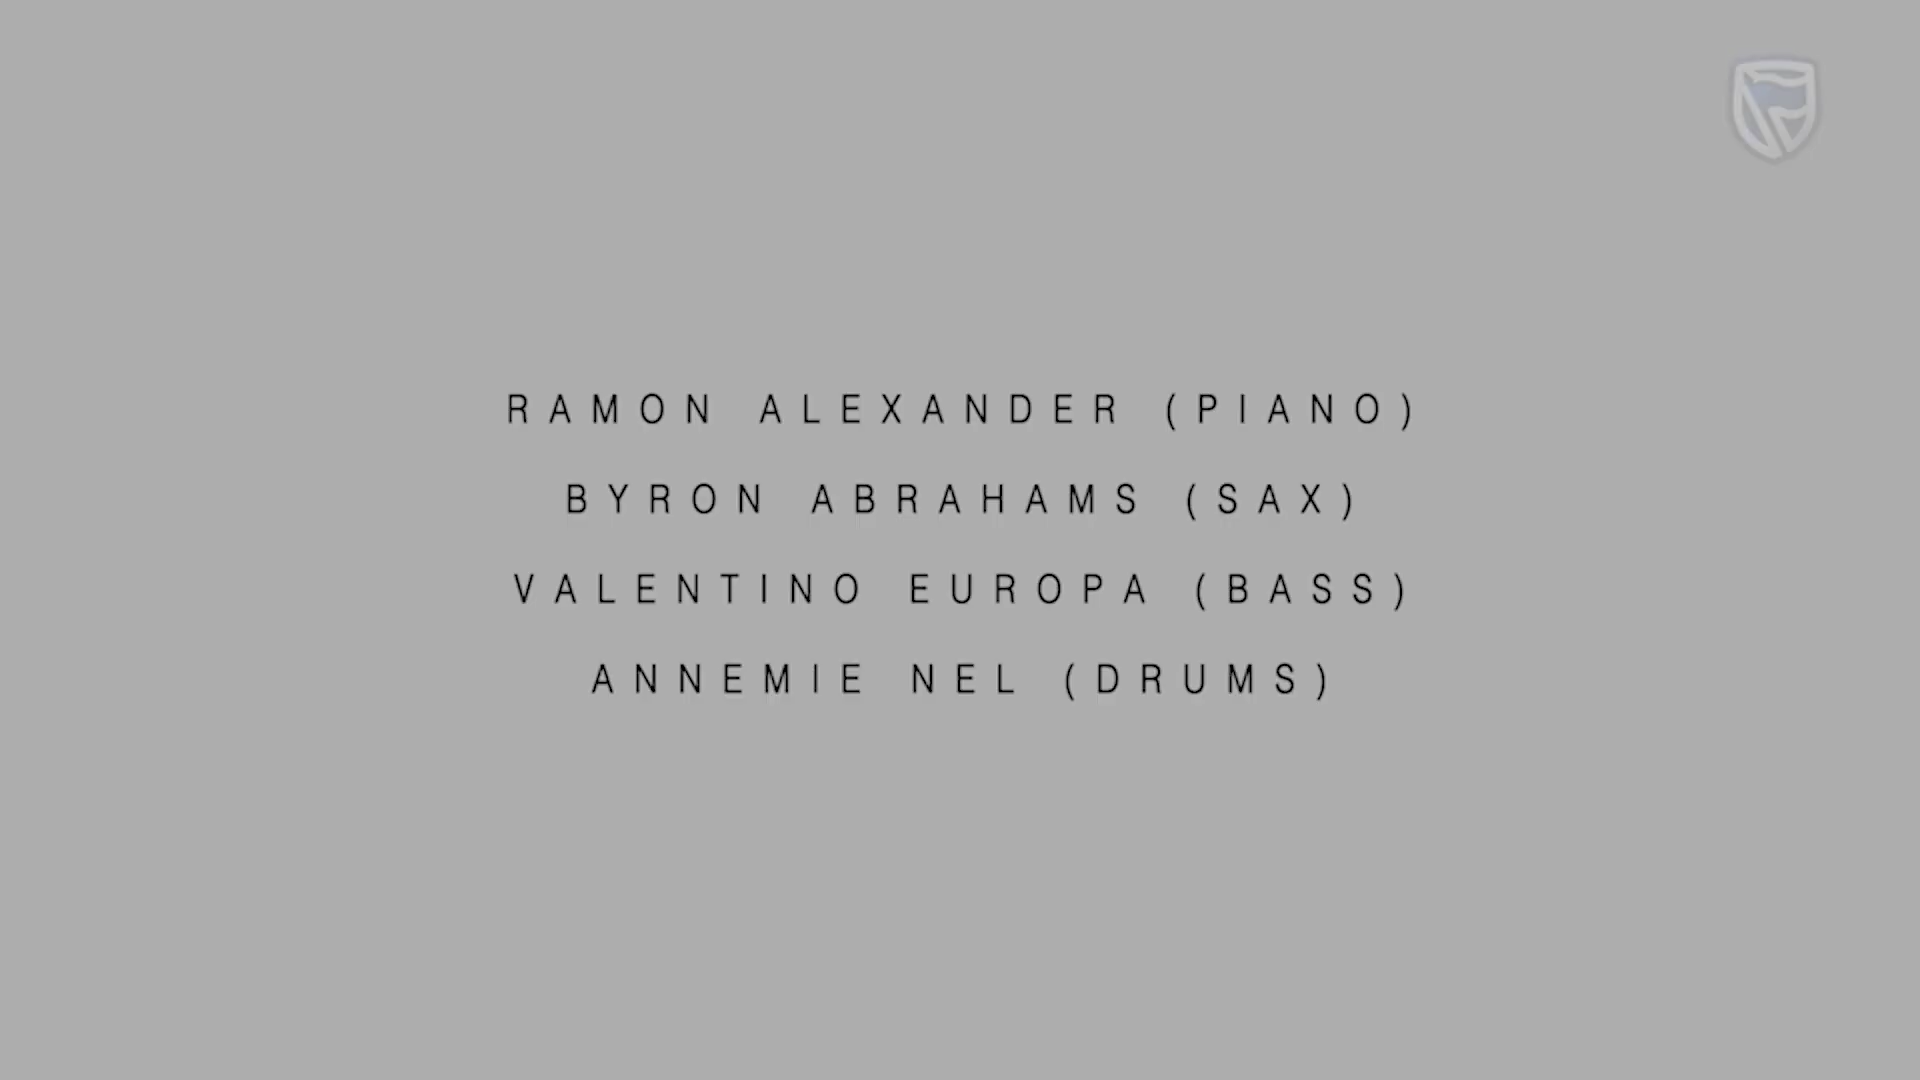 RAMON ALEXANDER (PIANO)
BYRON ABRAHAMS (SAX)
VALENTINO EUROPA (BASS)
ANNEMIE NEL (DRUMS)